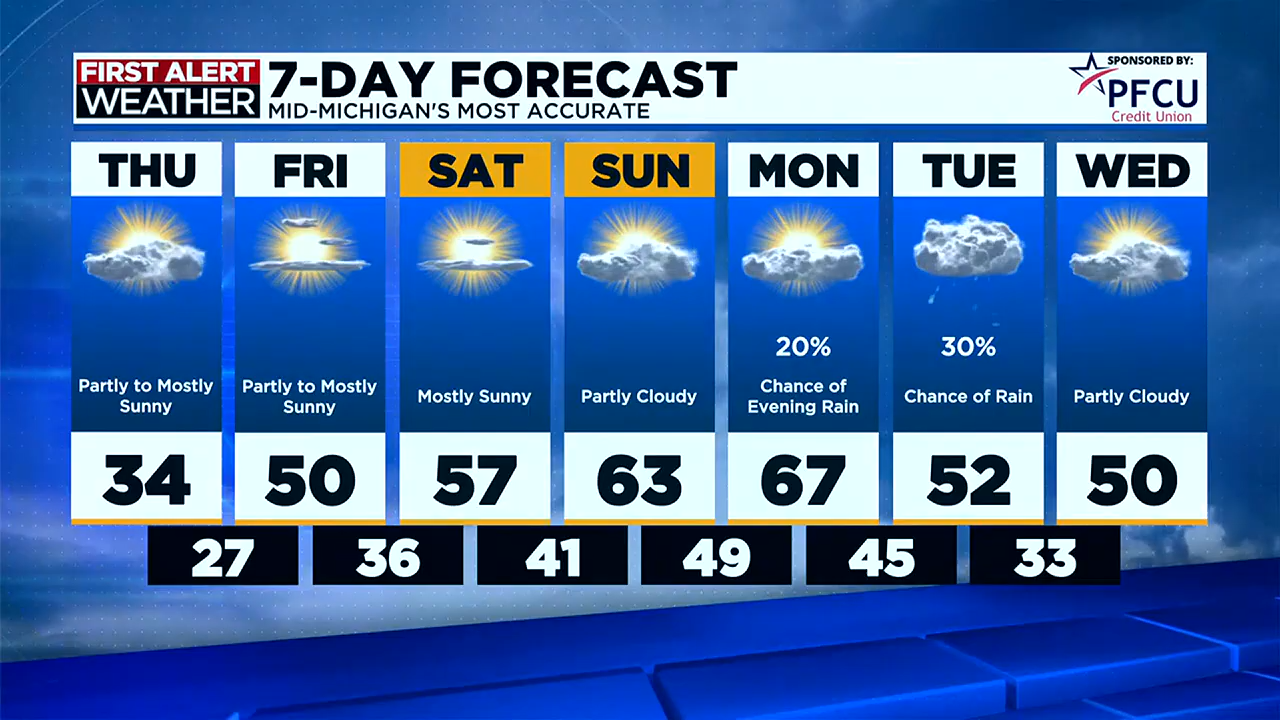 FIRST ALERT
WEATHER
7-DAY FORECAST
MID-MICHIGAN'S MOST ACCURATE
SPONSORED BY:
PFCU
Credit Union
THU
FRI
SAT
SUN
MON
TUE
WED
20%
30%
Partly to Mostly
Sunny
Partly to Mostly
Sunny
Mostly Sunny
Partly Cloudy
Chance of
Evening Rain
Chance of Rain
Partly Cloudy
34
50
57
63
67
52
50
27
36
41
49
45
33